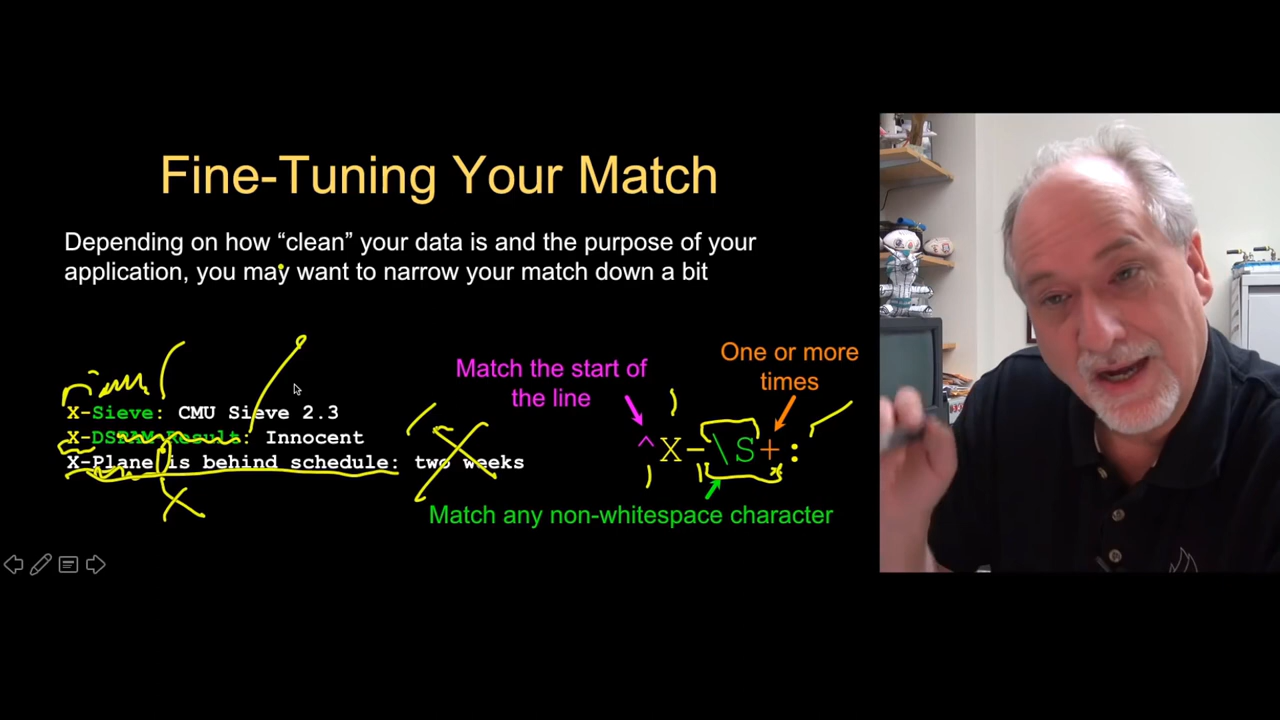 Fine-Tuning Your Match
Depending on how “clean” your data is and the purpose of your
application, you may want to narrow your match down a bit
X-Sieve: CMU Sieve 2.3
X-DSPAM-Result: Innocent
X-Plane is behind schedule: two weeks
Match the start of
the line
One or more
times
^X-\S+:
Match any non-whitespace character